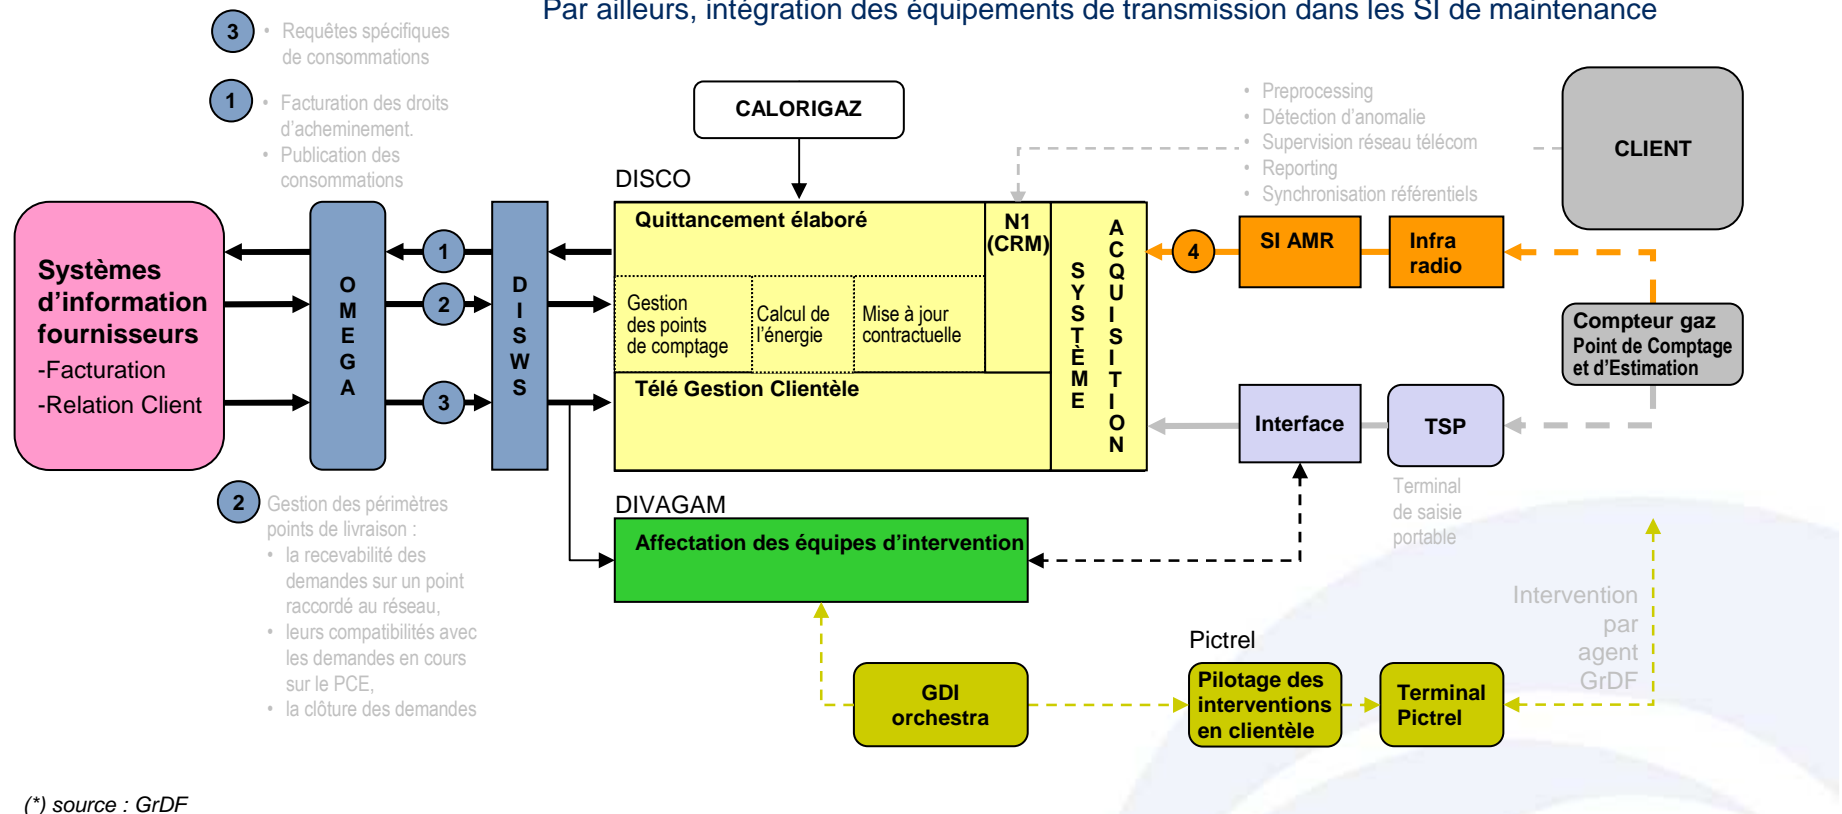 Par ailleurs, intégration des équipements de transmission dans les SI de maintenance
3
• Requêtes spécifiques
de consommations
1
• Facturation des droits
d'acheminement.
• Publication des
consommations
CALORIGAZ
• Preprocessing
• Détection d'anomalie
• Supervision réseau télécom
• Reporting
• Synchronisation référentiels
CLIENT
DISCO
Systèmes
d'information
fournisseurs
-Facturation
-Relation Client
OMEGA
1
2
3
DISWS
Quittancement élaboré
N1
(CRM)
Gestion
des points
de comptage
Calcul de
l'énergie
Mise à jour
contractuelle
Télé Gestion Clientèle
SYSTÈME
ACQUISITION
4
SI AMR
Infra
radio
Compteur gaz
Point de Comptage
et d'Estimation
Interface
TSP
Terminal
de saisie
portable
2
Gestion des périmètres
points de livraison :
• la recevabilité des
demandes sur un point
raccordé au réseau,
• leurs compatibilités avec
les demandes en cours
sur le PCE,
• la clôture des demandes
DIVAGAM
Affectation des équipes d'intervention
Intervention
par
agent
GrDF
GDI
orchestra
Pictrel
Pilotage des
interventions
en clientèle
Terminal
Pictrel
(*) source : GrDF